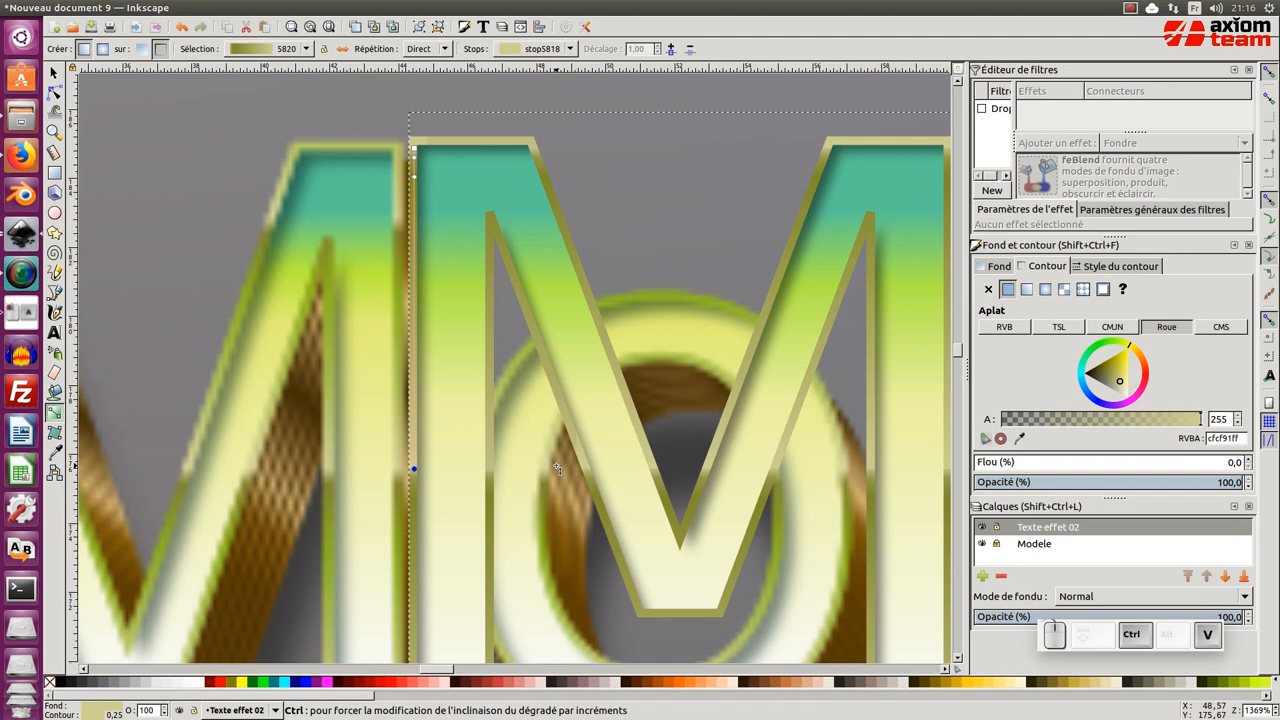 *Nouveau document 9 — Inkscape
Fr
21:16
axiom
team
Créer :
sur :
Sélection :
5820
Répétition :
Direct
Stops :
stop5818
Décalage :
1,00
Éditeur de filtres
Filtre
Effets
Connecteurs
Drop
Ajouter un effet :
Fondre
feBlend fournit quatre
modes de fondu d'image :
superposition, produit,
obscurcir et éclaircir.
New
Paramètres de l'effet
Paramètres généraux des filtres
Aucun effet sélectionné
Fond et contour (Shift+Ctrl+F)
Fond
Contour
Style du contour
Aplat
RVB
TSL
CMJN
Roue
CMS
A :
255
RVBA :
cfcf91ff
Flou (%)
0,0
Opacité (%)
100,0
Calques (Shift+Ctrl+L)
Texte effet 02
Modele
Mode de fondu :
Normal
Opacité (%)
100,0
Ctrl
Alt
V
Fond :
Contour :
0,25
O :
100
•Texte effet 02
Ctrl : pour forcer la modification de l'inclinaison du dégradé par incréments
X : 48,57
Y : 175,67
Z :
1369%